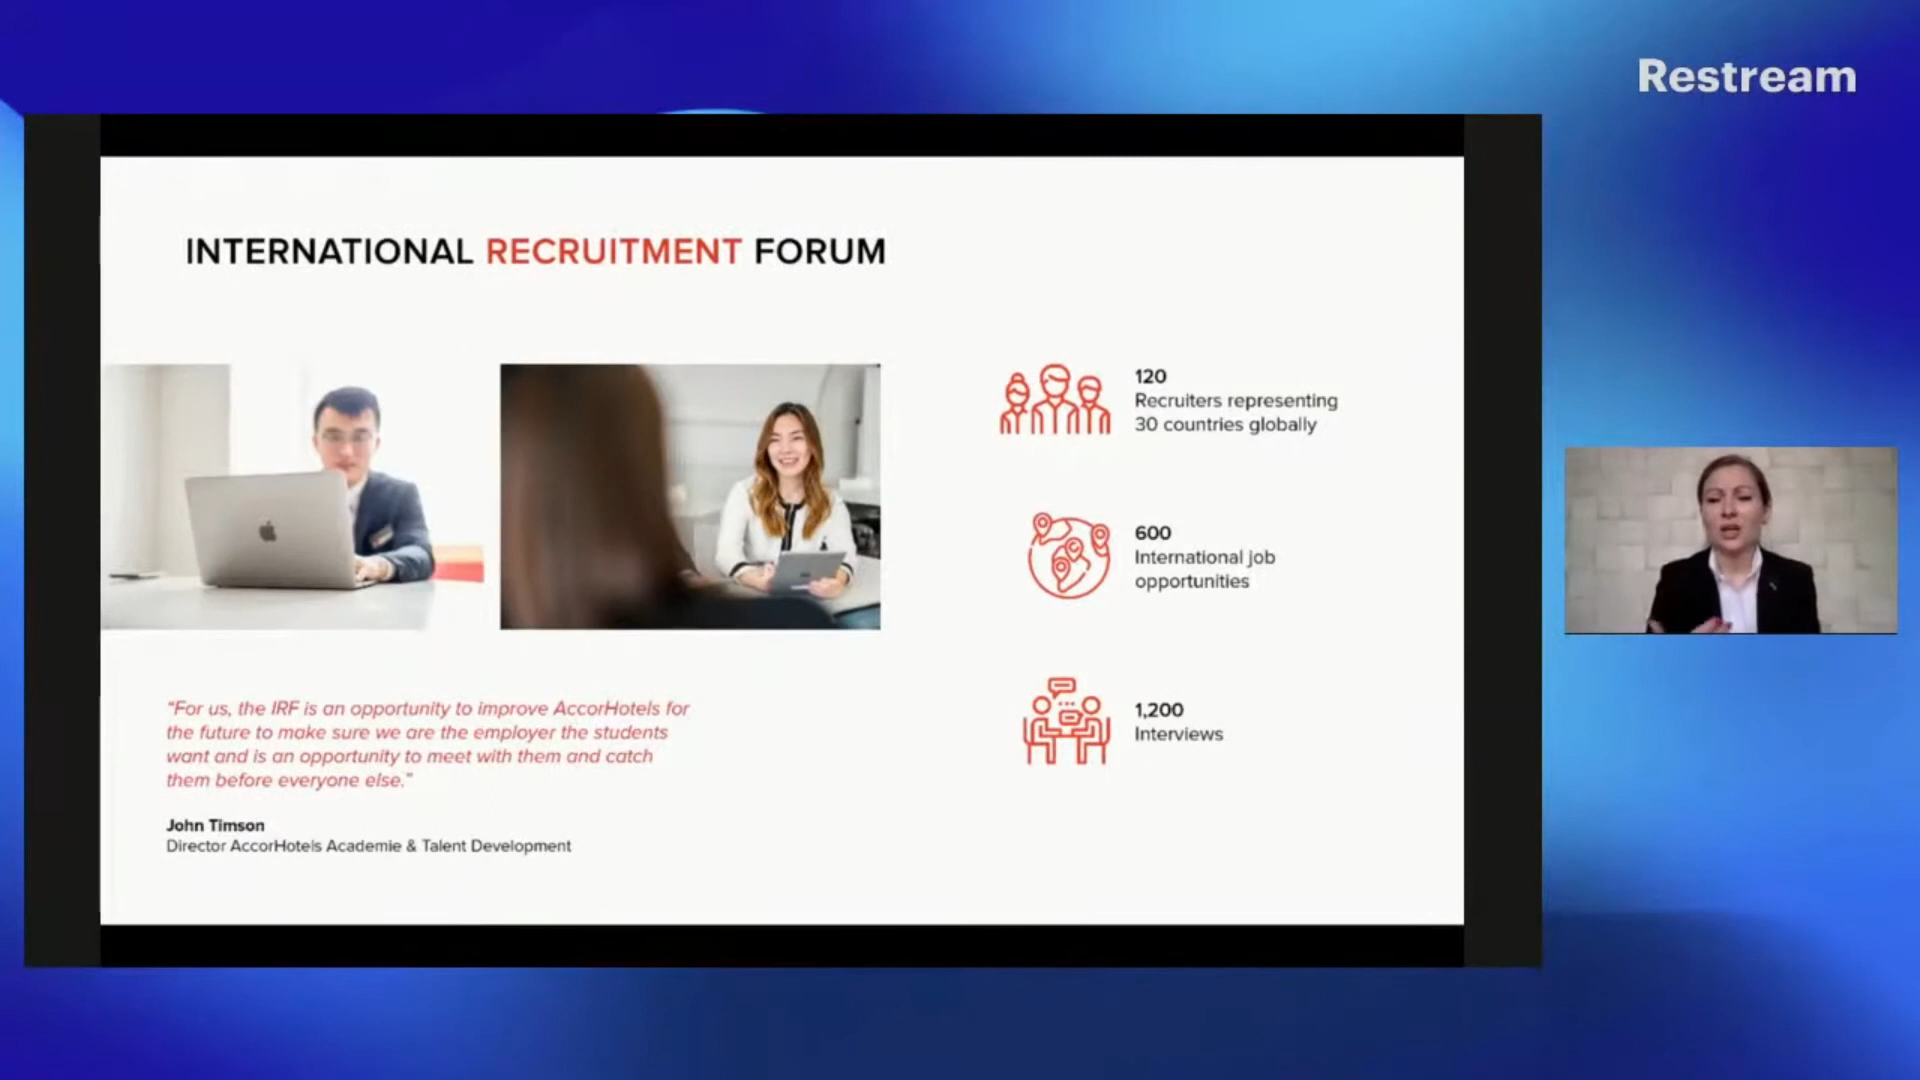 Restream
INTERNATIONAL RECRUITMENT FORUM
120
Recruiters representing
30 countries globally
600
International job
opportunities
1,200
Interviews
"For us, the IRF is an opportunity to improve AccorHotels for
the future to make sure we are the employer the students
want and is an opportunity to meet with them and catch
them before everyone else."
John Timson
Director AccorHotels Academie & Talent Development